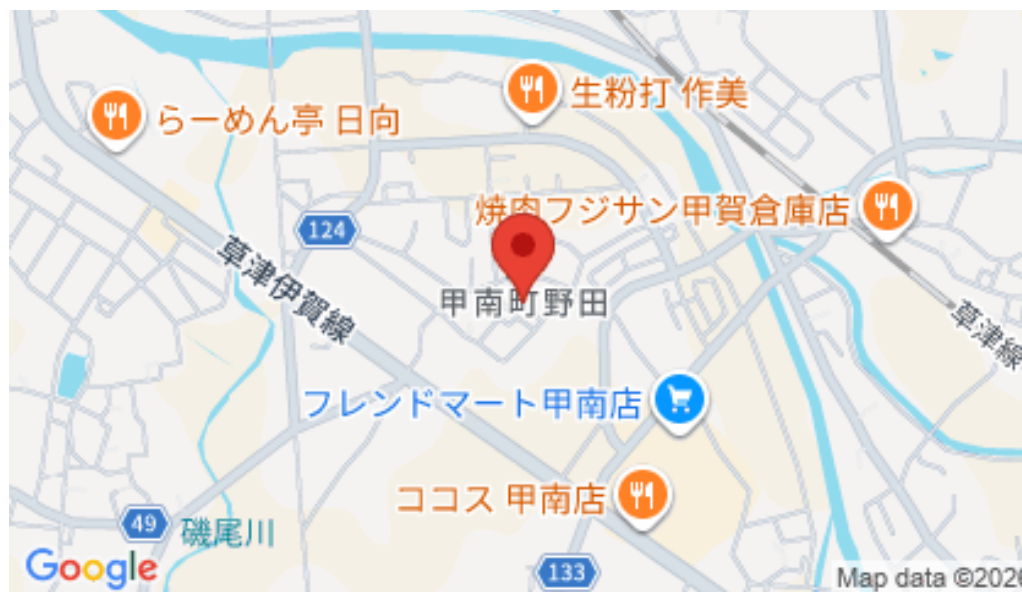 生粉打 作美
らーめん亭 日向
焼肉フジサン甲賀倉庫店
124
草津伊賀線
甲南町野田
草津線
フレンドマート甲南店
ココス 甲南店
49
磯尾川
133
Google
Map data ©2026